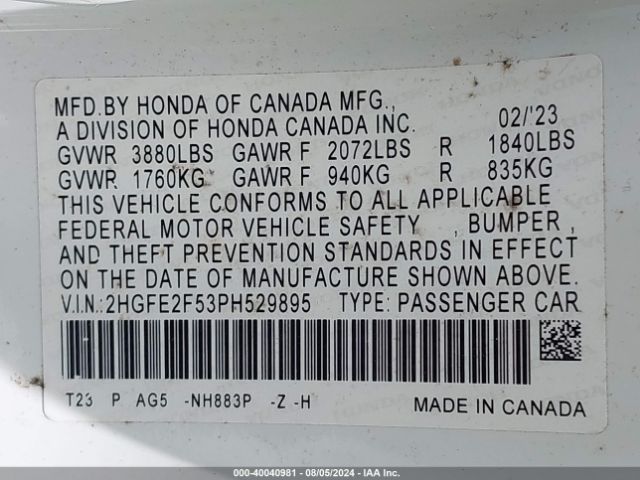 MFD.BY HONDA OF CANADA MFG.,
A DIVISION OF HONDA CANADA INC. 02/'23
GVWR 3880LBS GAWR F 2072LBS R 1840LBS
GVWR 1760KG GAWR F 940KG R 835KG
THIS VEHICLE CONFORMS TO ALL APPLICABLE
FEDERAL MOTOR VEHICLE SAFETY , BUMPER ,
AND THEFT PREVENTION STANDARDS IN EFFECT
ON THE DATE OF MANUFACTURE SHOWN ABOVE.
V.I.N.:2HGFE2F53PH529895 TYPE: PASSENGER CAR
T23 P AG5 -NH883P -Z -H MADE IN CANADA
000-40040981 - 08/05/2024 - IAA Inc.